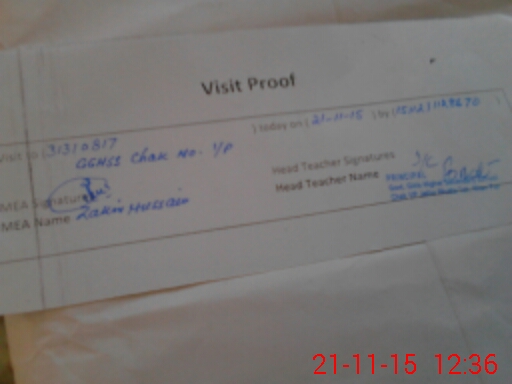 Visit Proof
Visit to (31310817 ) today on (21-11-15 ) by (
GGHSS Chak No. 1/P
MEA Signature Head Teacher Signatures
MEA Name Zakir Hussain Head Teacher Name
PRINCIPAL
21-11-15 12:36